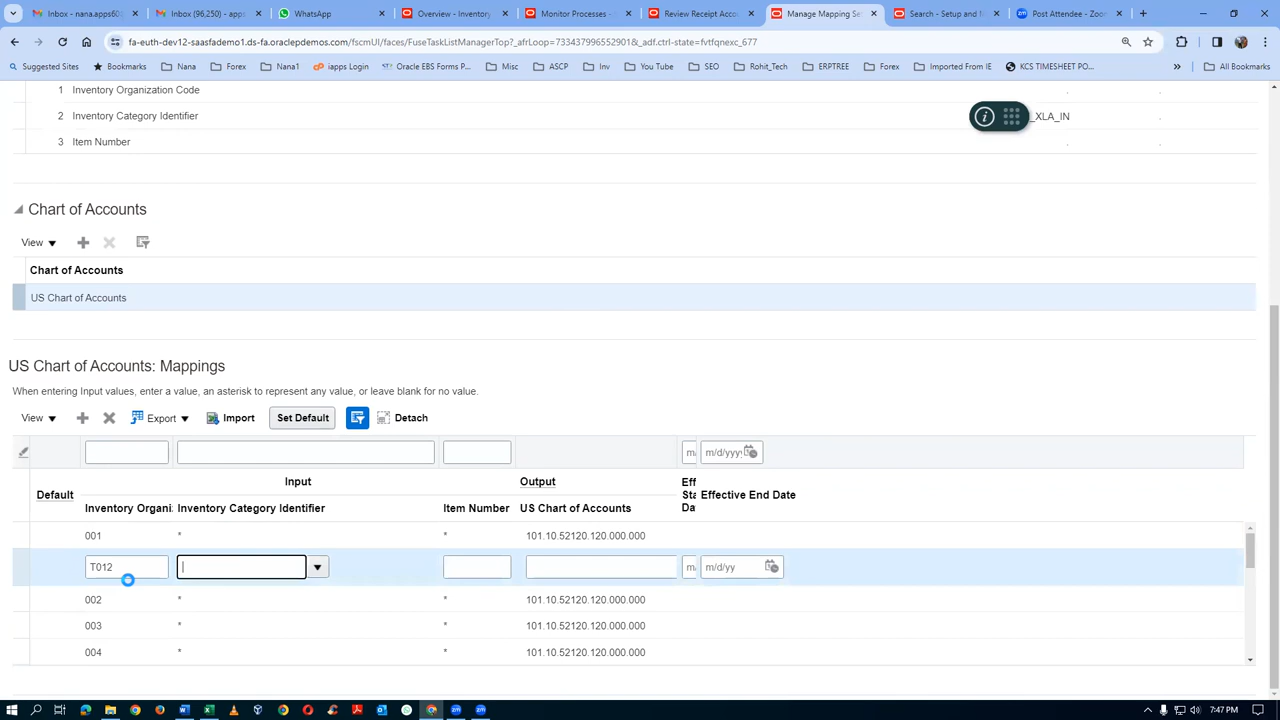 Inbox - nana.apps01
Inbox (96,250) - apps
WhatsApp
Overview - Inventory
Monitor Processes - S
Review Receipt Acco
Manage Mapping Se
Search - Setup and
Post Attendee - Zoo
fa-euth-dev12-saasfademo1.ds-fa.oraclepdemos.com/fscmUI/faces/FuseTaskListManagerTop?_afrLoop=733437996552901&_adf.ctrl-state=fvtfqnexc_677
Suggested Sites
Bookmarks
Nana
Forex
Nana1
iapps Login
Oracle EBS Forms P...
Misc
ASCP
Inv
You Tube
SEO
Rohit_Tech
ERPTREE
Forex
Imported From IE
KCS TIMESHEET PO...
»
All Bookmarks
1 Inventory Organization Code
2 Inventory Category Identifier _XLA_IN
3 Item Number
Chart of Accounts
View
Chart of Accounts
US Chart of Accounts
US Chart of Accounts: Mappings
When entering Input values, enter a value, an asterisk to represent any value, or leave blank for no value.
View Export Import Set Default Detach
m/ m/d/yyy
Default Input Output Eff Sta Da Effective End Date
Inventory Organi: Inventory Category Identifier Item Number US Chart of Accounts
001 * * 101.10.52120.120.000.000
T012 m/ m/d/yy
002 * * 101.10.52120.120.000.000
003 * * 101.10.52120.120.000.000
004 * * 101.10.52120.120.000.000
7:47 PM